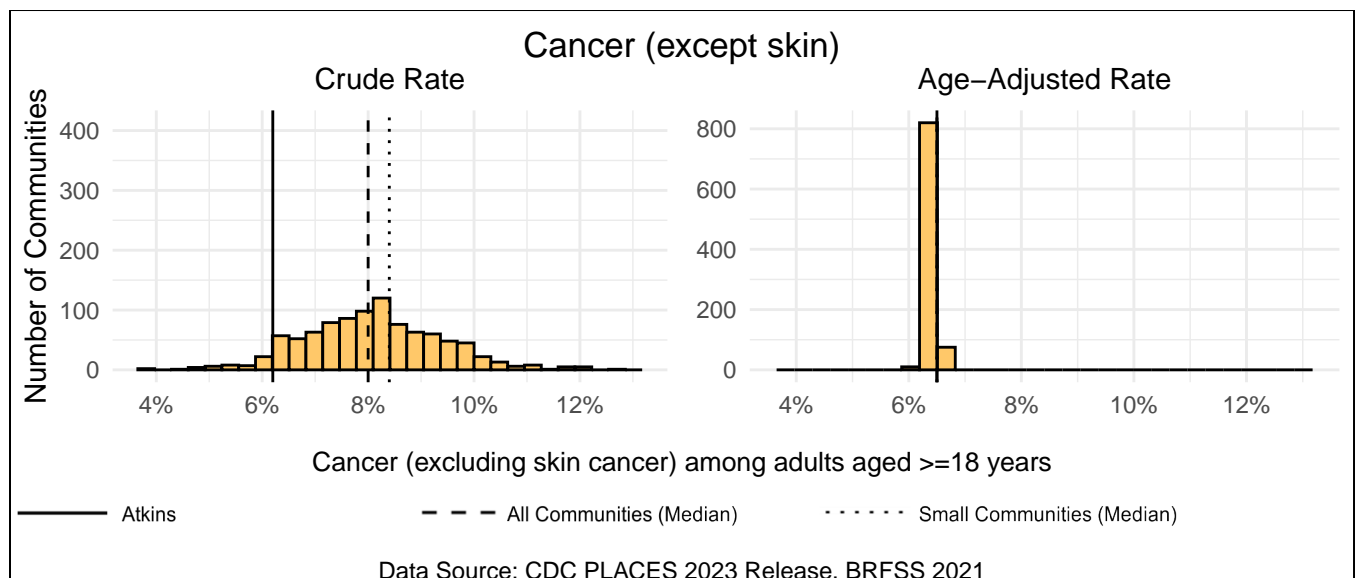 Cancer (except skin)
Crude Rate
Age−Adjusted Rate
Number of Communities
400
300
200
100
0
4%
6%
8%
10%
12%
800
600
400
200
0
4%
6%
8%
10%
12%
Cancer (excluding skin cancer) among adults aged >=18 years
Atkins
All Communities (Median)
Small Communities (Median)
Data Source: CDC PLACES 2023 Release, BRFSS 2021